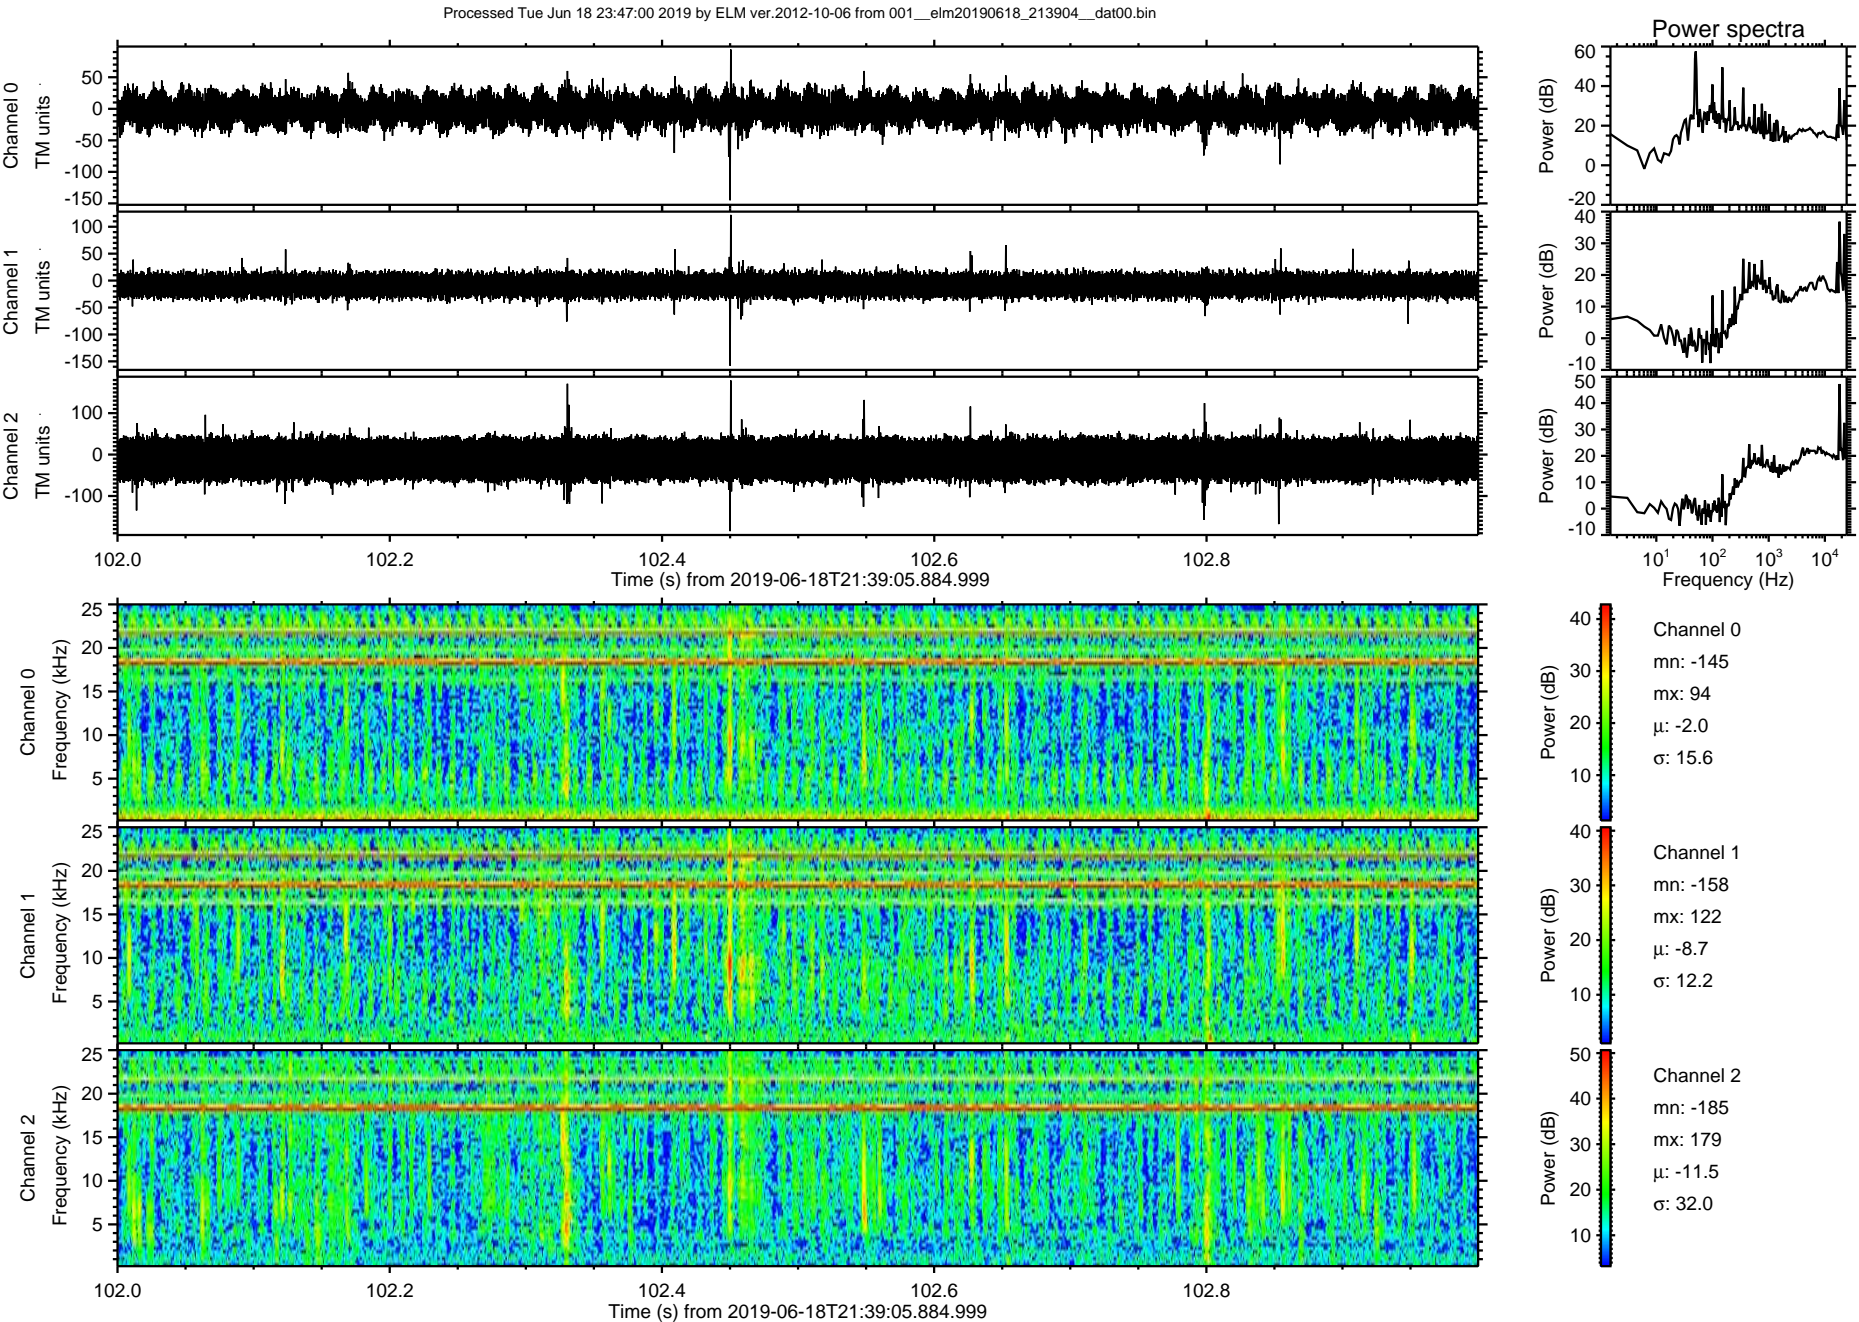 Processed Tue Jun 18 23:47:00 2019 by ELM ver.2012-10-06 from 001__elm20190618_213904__dat00.bin
Power spectra
Channel 0
TM units
50
0
-50
-100
-150
Power (dB)
60
40
20
0
-20
Channel 1
TM units
100
50
0
-50
-100
-150
Power (dB)
40
30
20
10
0
-10
Channel 2
TM units
100
0
-100
Power (dB)
50
40
30
20
10
0
-10
102.0 102.2 102.4 102.6 102.8
Time (s) from 2019-06-18T21:39:05.884.999
10^1 10^2 10^3 10^4
Frequency (Hz)
Channel 0
Frequency (kHz)
25
20
15
10
5
Power (dB)
40
30
20
10
Channel 0
mn: -145
mx: 94
μ: -2.0
σ: 15.6
Channel 1
Frequency (kHz)
25
20
15
10
5
Power (dB)
40
30
20
10
Channel 1
mn: -158
mx: 122
μ: -8.7
σ: 12.2
Channel 2
Frequency (kHz)
25
20
15
10
5
Power (dB)
50
40
30
20
10
Channel 2
mn: -185
mx: 179
μ: -11.5
σ: 32.0
102.0 102.2 102.4 102.6 102.8
Time (s) from 2019-06-18T21:39:05.884.999